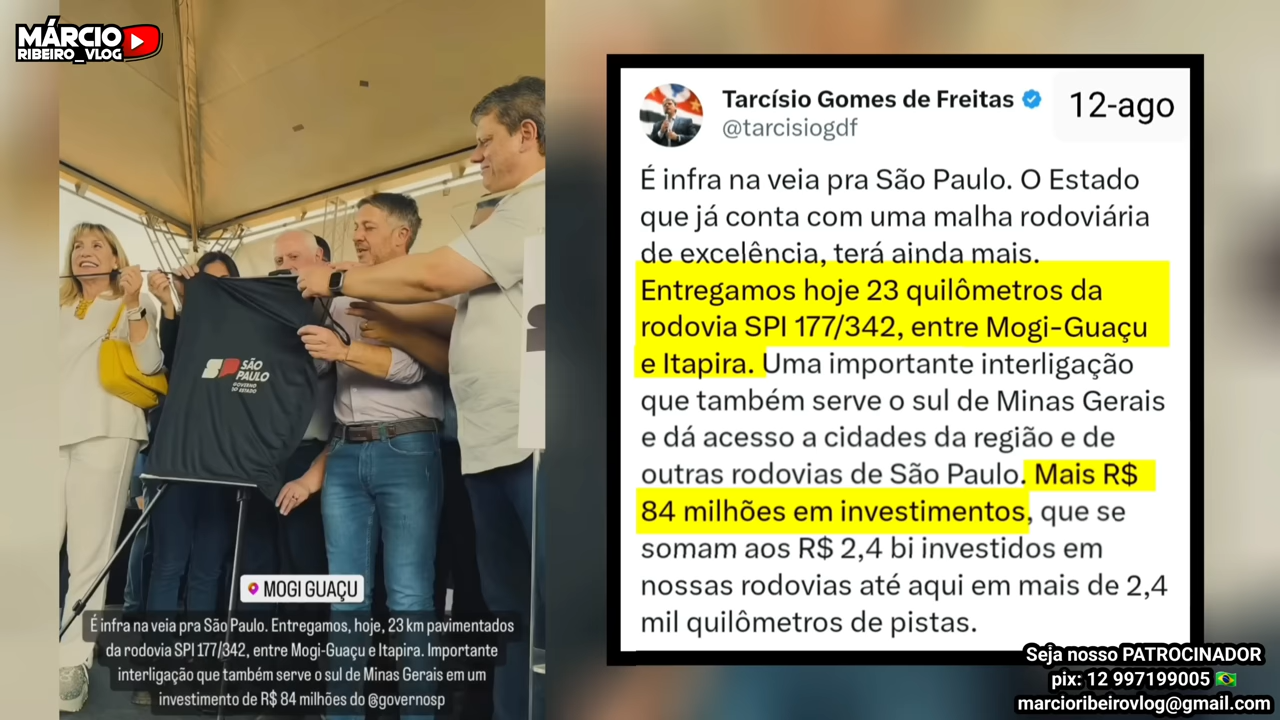 MÁRCIO
RIBEIRO_VLOG
SP SÃO
PAULO
GOVERNO
DO ESTADO
MOGI GUAÇU
É infra na veia pra São Paulo. Entregamos, hoje, 23 km pavimentados
da rodovia SPI 177/342, entre Mogi-Guaçu e Itapira. Importante
interligação que também serve o sul de Minas Gerais em um
investimento de R$ 84 milhões do @governosp
Tarcísio Gomes de Freitas
@tarcisiogdf
12-ago
É infra na veia pra São Paulo. O Estado
que já conta com uma malha rodoviária
de excelência, terá ainda mais.
Entregamos hoje 23 quilômetros da
rodovia SPI 177/342, entre Mogi-Guaçu
e Itapira. Uma importante interligação
que também serve o sul de Minas Gerais
e dá acesso a cidades da região e de
outras rodovias de São Paulo. Mais R$
84 milhões em investimentos, que se
somam aos R$ 2,4 bi investidos em
nossas rodovias até aqui em mais de 2,4
mil quilômetros de pistas.
Seja nosso PATROCINADOR
pix: 12 997199005
marcioribeirovlog@gmail.com